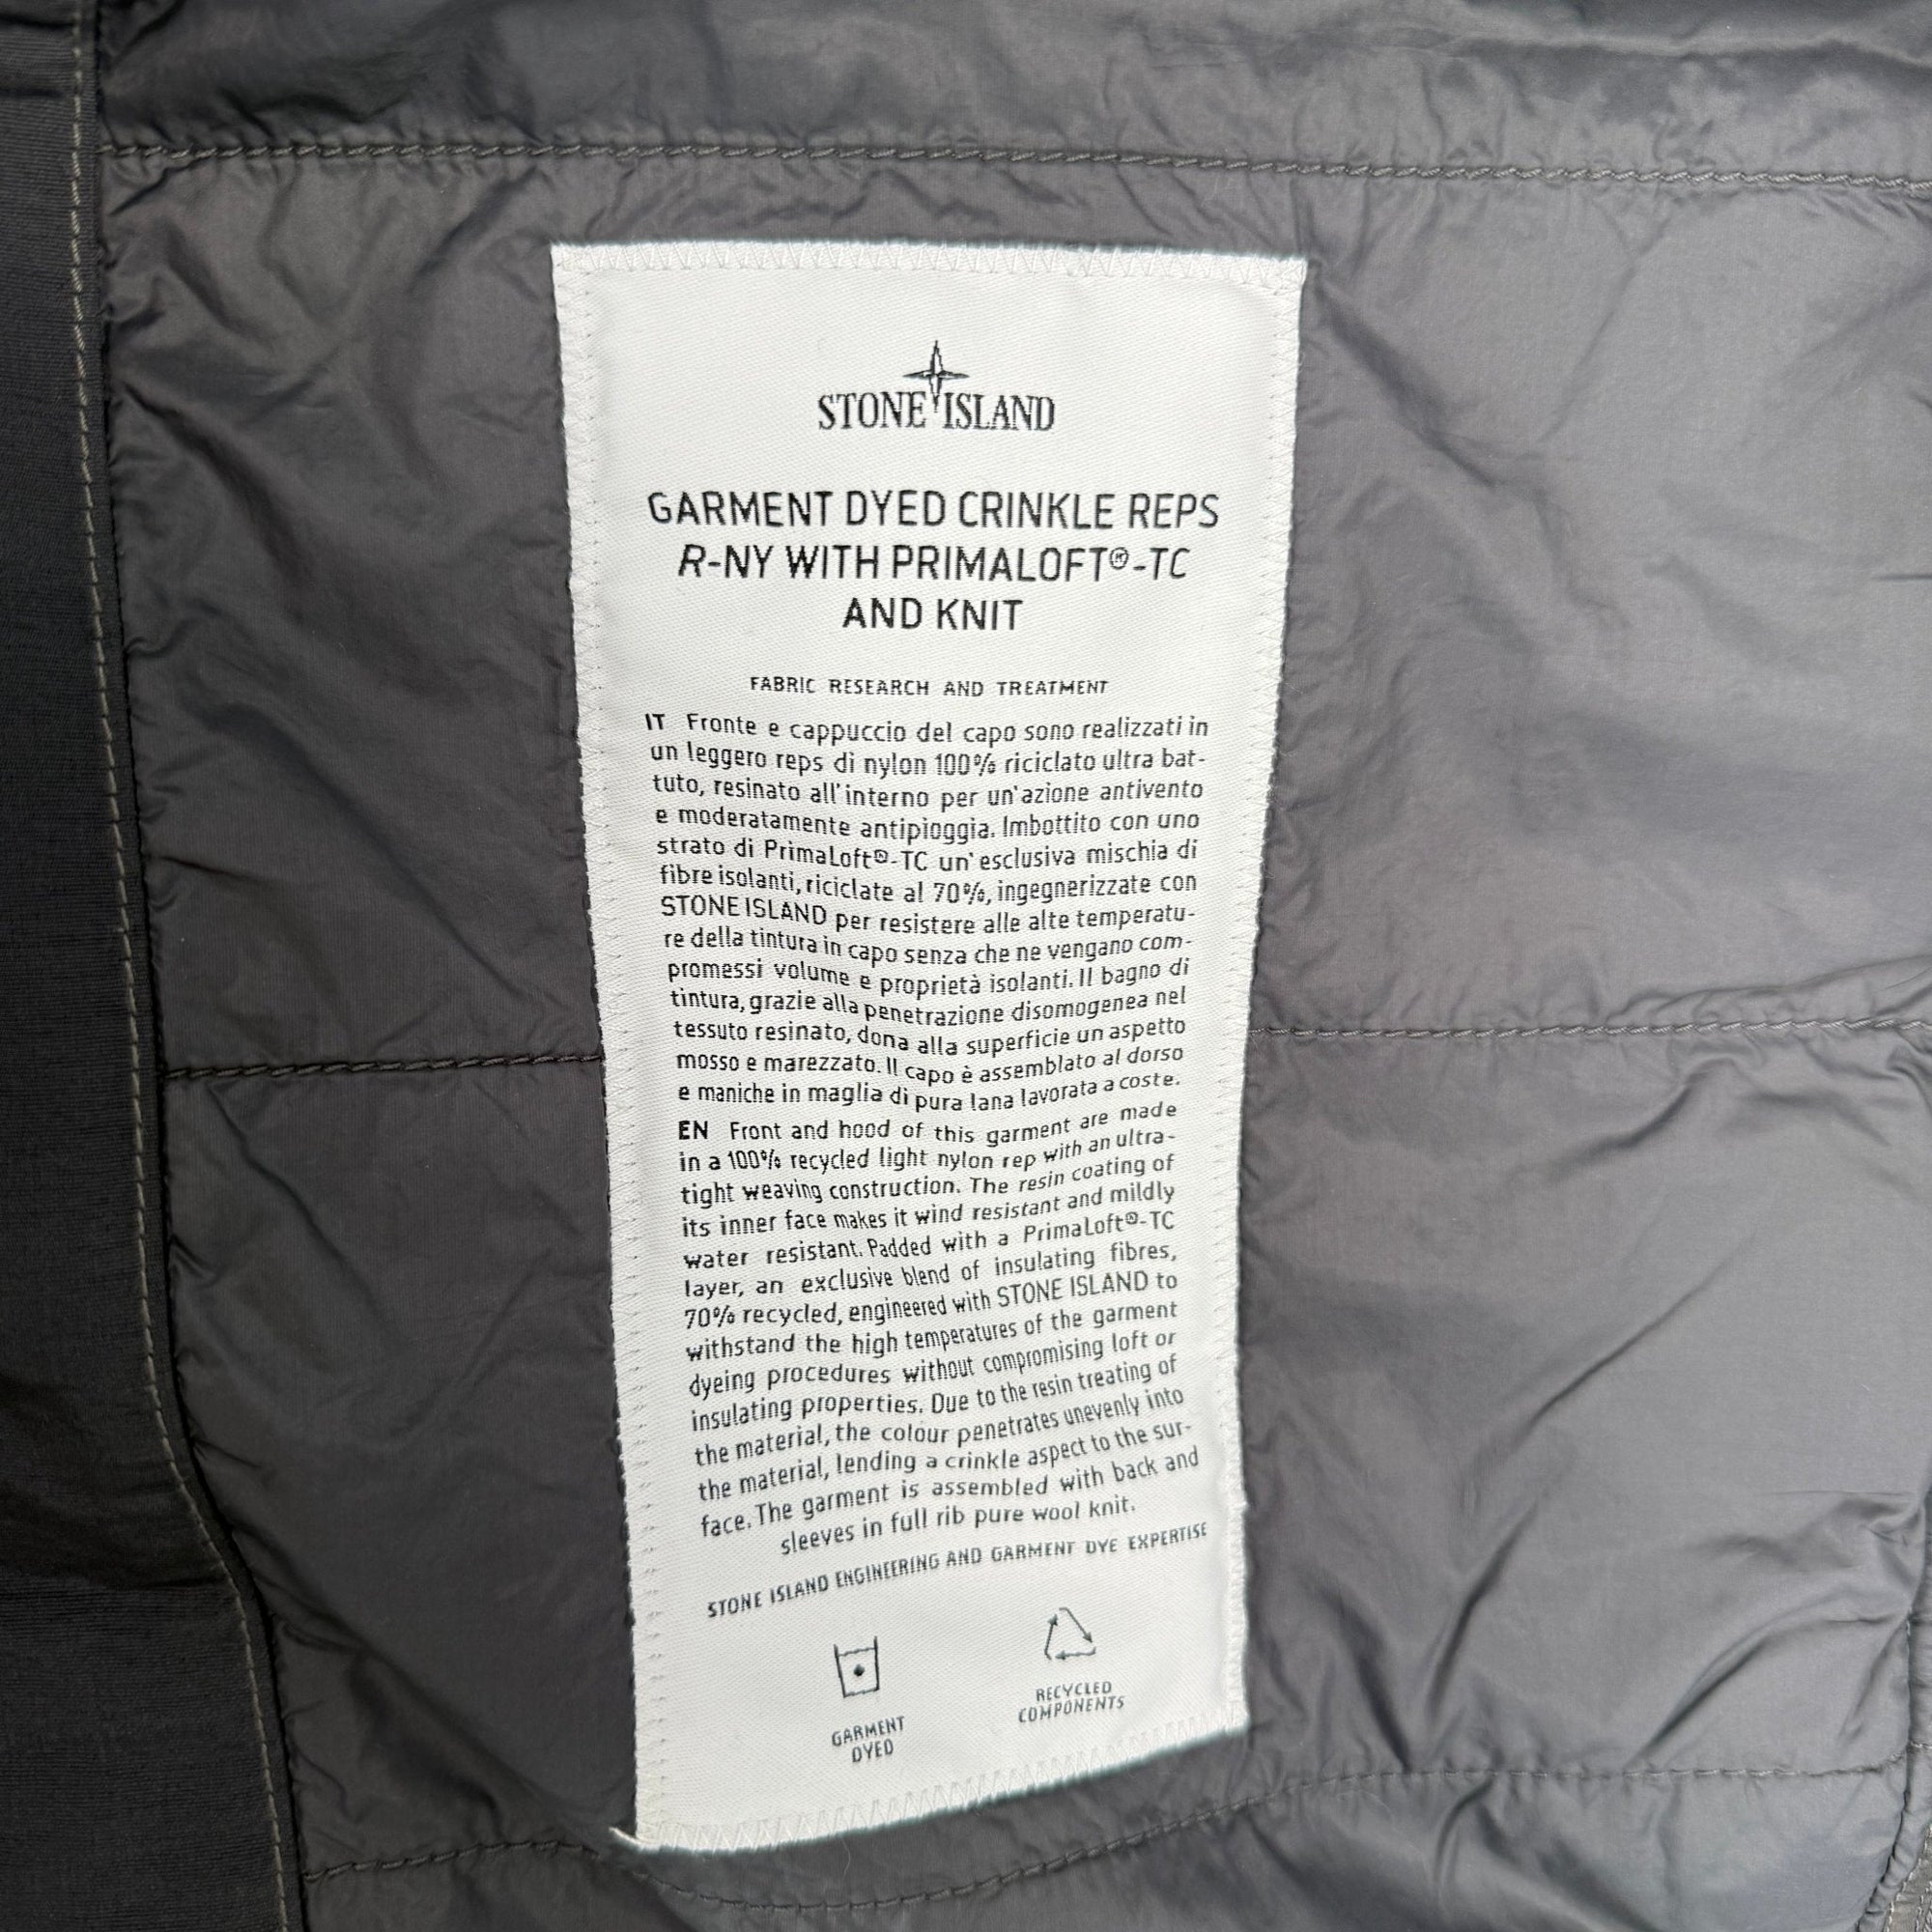 STONE ISLAND
GARMENT DYED CRINKLE REPS
R-NY WITH PRIMALOFT®-TC
AND KNIT
FABRIC RESEARCH AND TREATMENT
IT Fronte e cappuccio del capo sono realizzati in
un leggero reps di nylon 100% riciclato ultra bat-
tuto, resinato all'interno per un'azione antivento
e moderatamente antipioggia. Imbottito con uno
strato di PrimaLoft®-TC un'esclusiva mischia di
fibre isolanti, riciclate al 70%, ingegnerizzate con
STONE ISLAND per resistere alle alte temperatu-
re della tintura in capo senza che ne vengano com-
promessi volume e proprietà isolanti. Il bagno di
tintura, grazie alla penetrazione disomogenea nel
tessuto resinato, dona alla superficie un aspetto
mosso e marezzato. Il capo è assemblato al dorso
e maniche in maglia di pura lana lavorata a coste.
EN Front and hood of this garment are made
in a 100% recycled light nylon rep with an ultra-
tight weaving construction. The resin coating of
its inner face makes it wind resistant and mildly
water resistant. Padded with a PrimaLoft®-TC
layer, an exclusive blend of insulating fibres,
70% recycled, engineered with STONE ISLAND to
withstand the high temperatures of the garment
dyeing procedures without compromising loft or
insulating properties. Due to the resin treating of
the material, the colour penetrates unevenly into
the material, lending a crinkle aspect to the sur-
face. The garment is assembled with back and
sleeves in full rib pure wool knit.
STONE ISLAND ENGINEERING AND GARMENT DYE EXPERTISE
GARMENT
DYED
RECYCLED
COMPONENTS